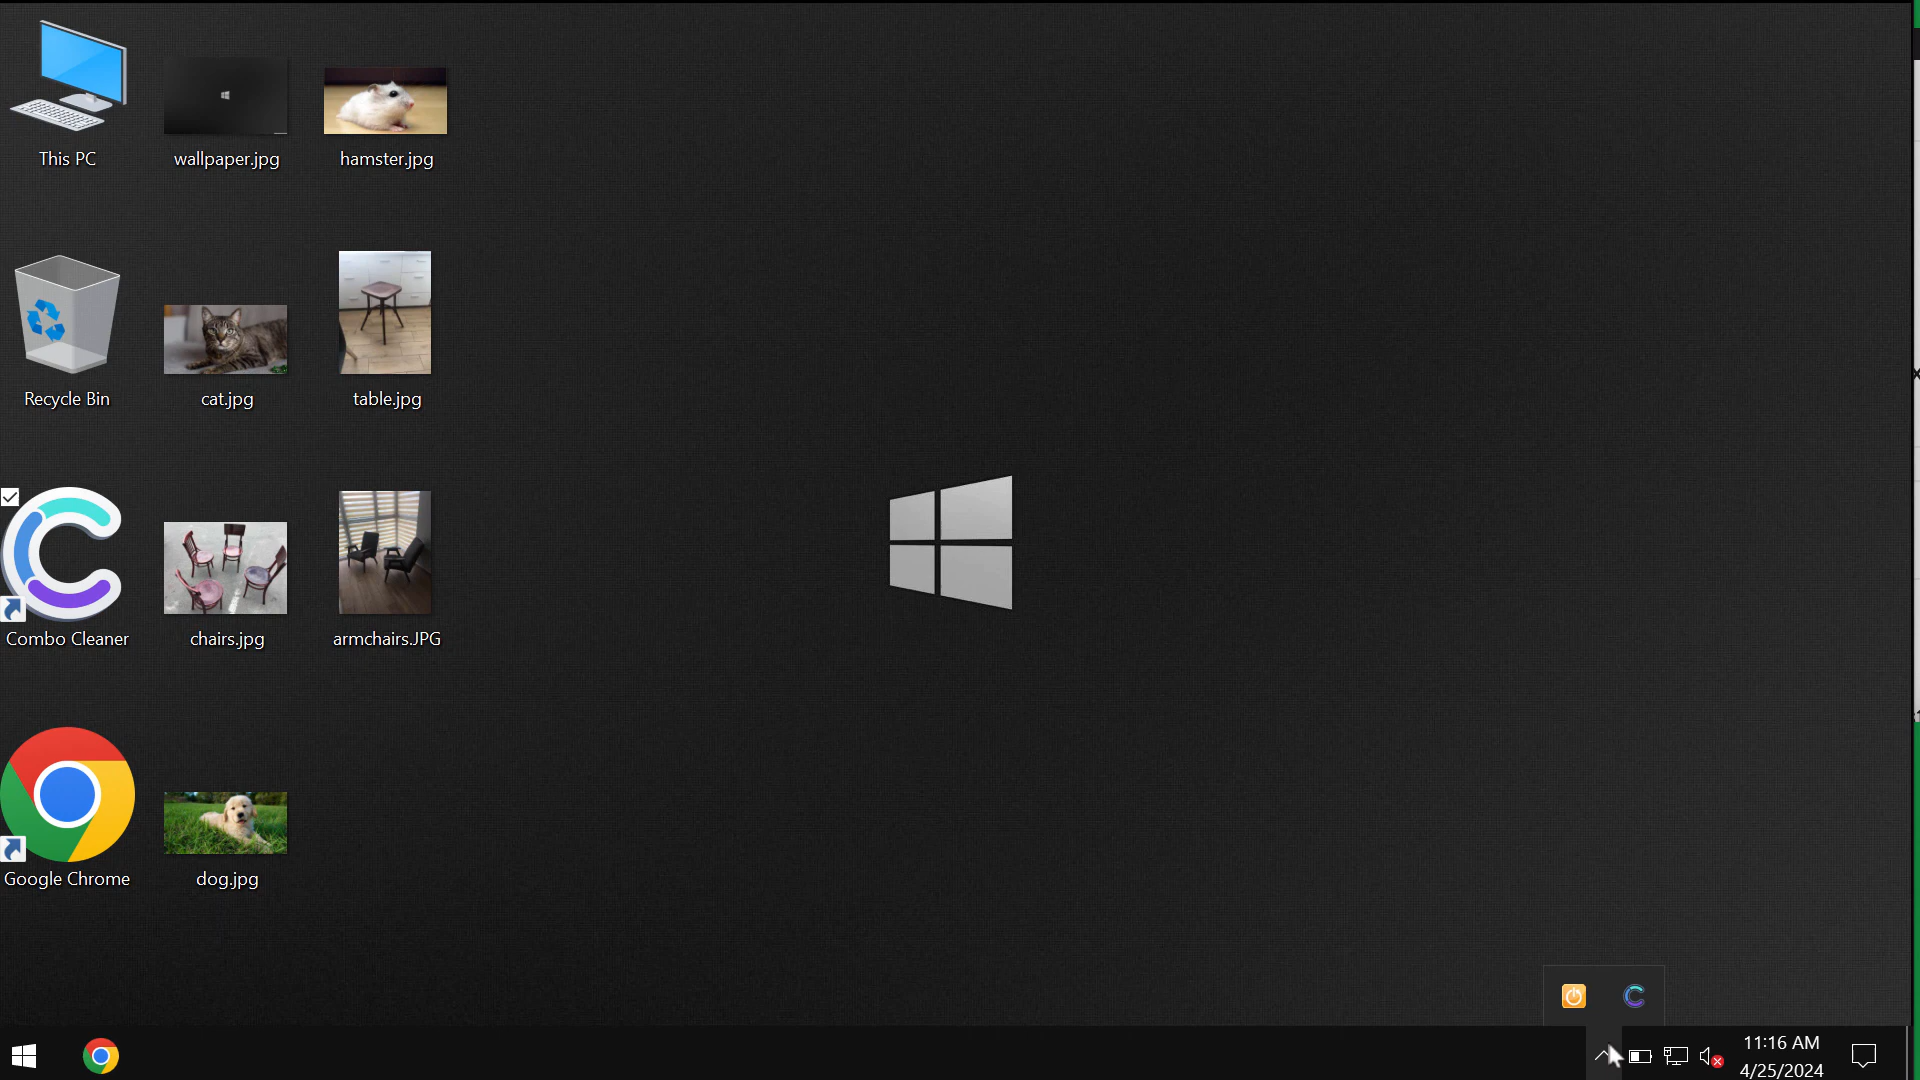 This PC
wallpaper.jpg
hamster.jpg
Recycle Bin
cat.jpg
table.jpg
Combo Cleaner
chairs.jpg
armchairs.JPG
Google Chrome
dog.jpg
11:16 AM
4/25/2024